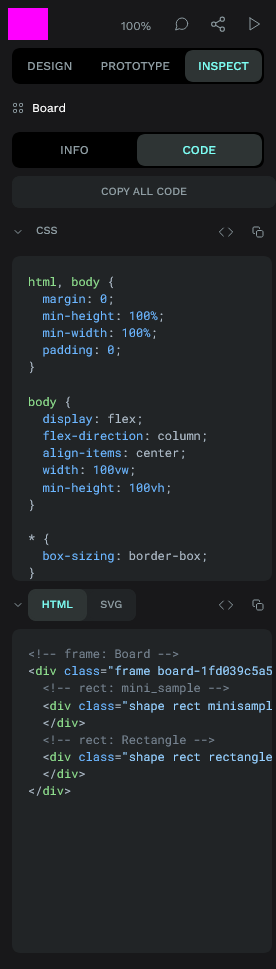 100%
DESIGN PROTOTYPE INSPECT
Board
INFO CODE
COPY ALL CODE
CSS
html, body {
  margin: 0;
  min-height: 100%;
  min-width: 100%;
  padding: 0;
}
body {
  display: flex;
  flex-direction: column;
  align-items: center;
  width: 100vw;
  min-height: 100vh;
}
* {
  box-sizing: border-box;
}
HTML SVG
<!-- frame: Board -->
<div class="frame board-1fd039c5a5
  <!-- rect: mini_sample -->
  <div class="shape rect minisampl
  </div>
  <!-- rect: Rectangle -->
  <div class="shape rect rectangle
  </div>
</div>